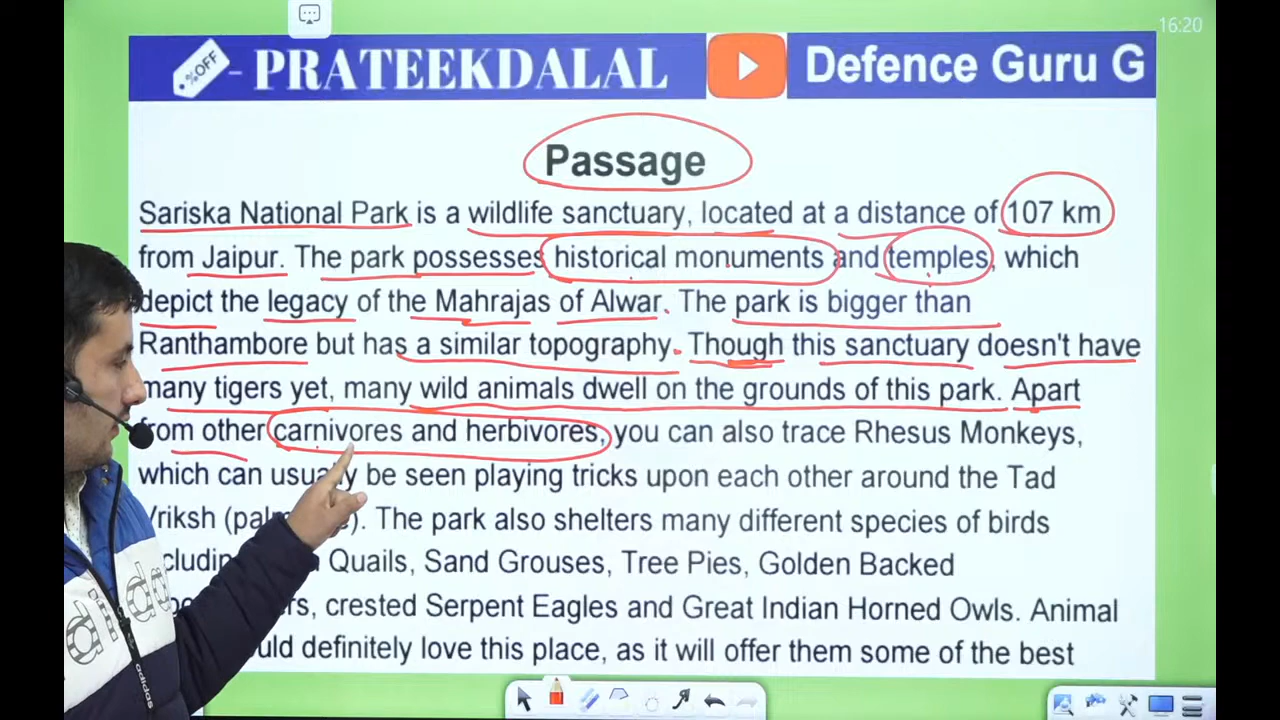 16:20
%OFF - PRATEEKDALAL Defence Guru G
Passage
Sariska National Park is a wildlife sanctuary, located at a distance of 107 km
from Jaipur. The park possesses historical monuments and temples, which
depict the legacy of the Mahrajas of Alwar. The park is bigger than
Ranthambore but has a similar topography. Though this sanctuary doesn't have
many tigers yet, many wild animals dwell on the grounds of this park. Apart
from other carnivores and herbivores, you can also trace Rhesus Monkeys,
which can usually be seen playing tricks upon each other around the Tad
Vriksh The park also shelters many different species of birds
Quails, Sand Grouses, Tree Pies, Golden Backed
crested Serpent Eagles and Great Indian Horned Owls. Animal
definitely love this place, as it will offer them some of the best
adidas